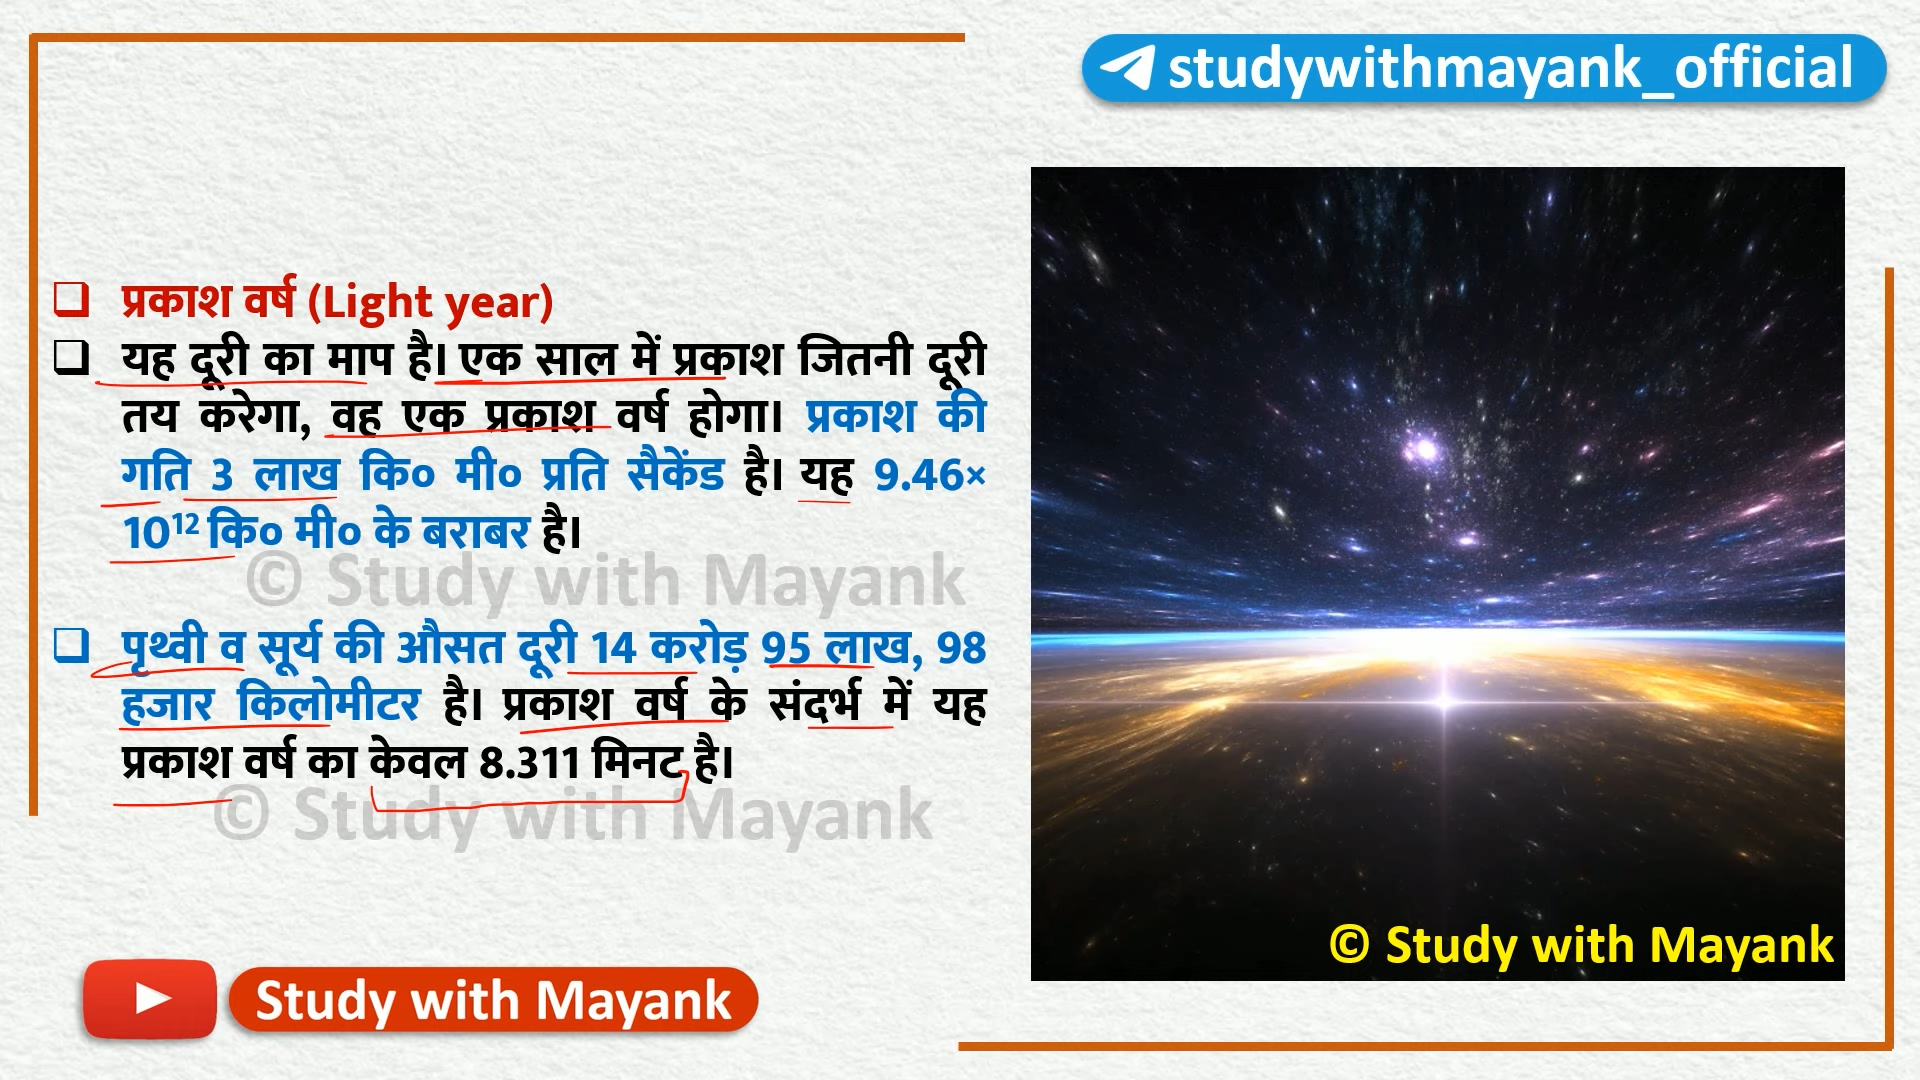 studywithmayank_official
❑ प्रकाश वर्ष (Light year)
❑ यह दूरी का माप है। एक साल में प्रकाश जितनी दूरी
तय करेगा, वह एक प्रकाश वर्ष होगा। प्रकाश की
गति 3 लाख कि० मी० प्रति सैकेंड है। यह 9.46×
10¹² कि० मी० के बराबर है।
© Study with Mayank
❑ पृथ्वी व सूर्य की औसत दूरी 14 करोड़ 95 लाख, 98
हजार किलोमीटर है। प्रकाश वर्ष के संदर्भ में यह
प्रकाश वर्ष का केवल 8.311 मिनट है।
© Study with Mayank
© Study with Mayank
Study with Mayank